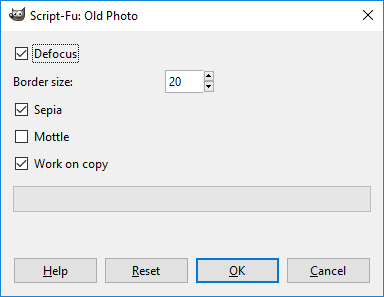 Script-Fu: Old Photo
Defocus
Border size: 20
Sepia
Mottle
Work on copy
Help Reset OK Cancel